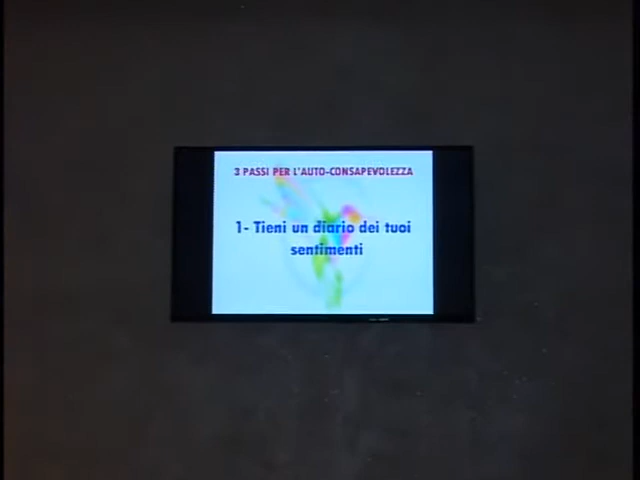 3 PASSI PER L'AUTO-CONSAPEVOLEZZA
1- Tieni un diario dei tuoi
sentimenti